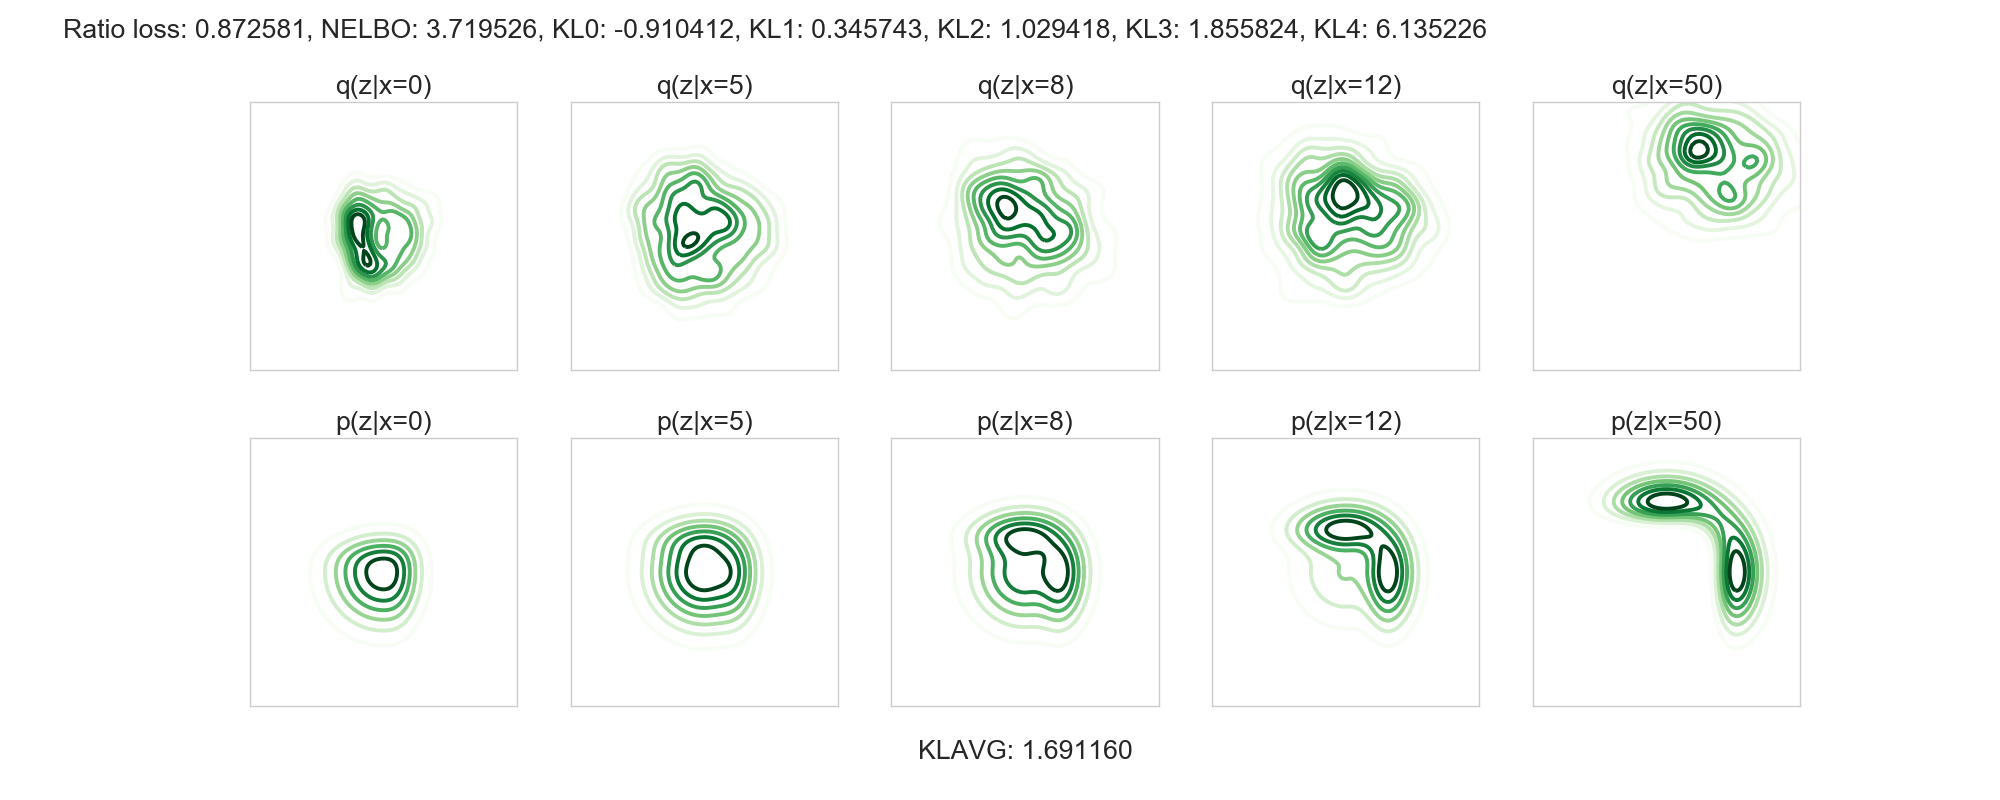 Ratio loss: 0.872581, NELBO: 3.719526, KL0: -0.910412, KL1: 0.345743, KL2: 1.029418, KL3: 1.855824, KL4: 6.135226
q(z|x=0)
q(z|x=5)
q(z|x=8)
q(z|x=12)
q(z|x=50)
p(z|x=0)
p(z|x=5)
p(z|x=8)
p(z|x=12)
p(z|x=50)
KLAVG: 1.691160